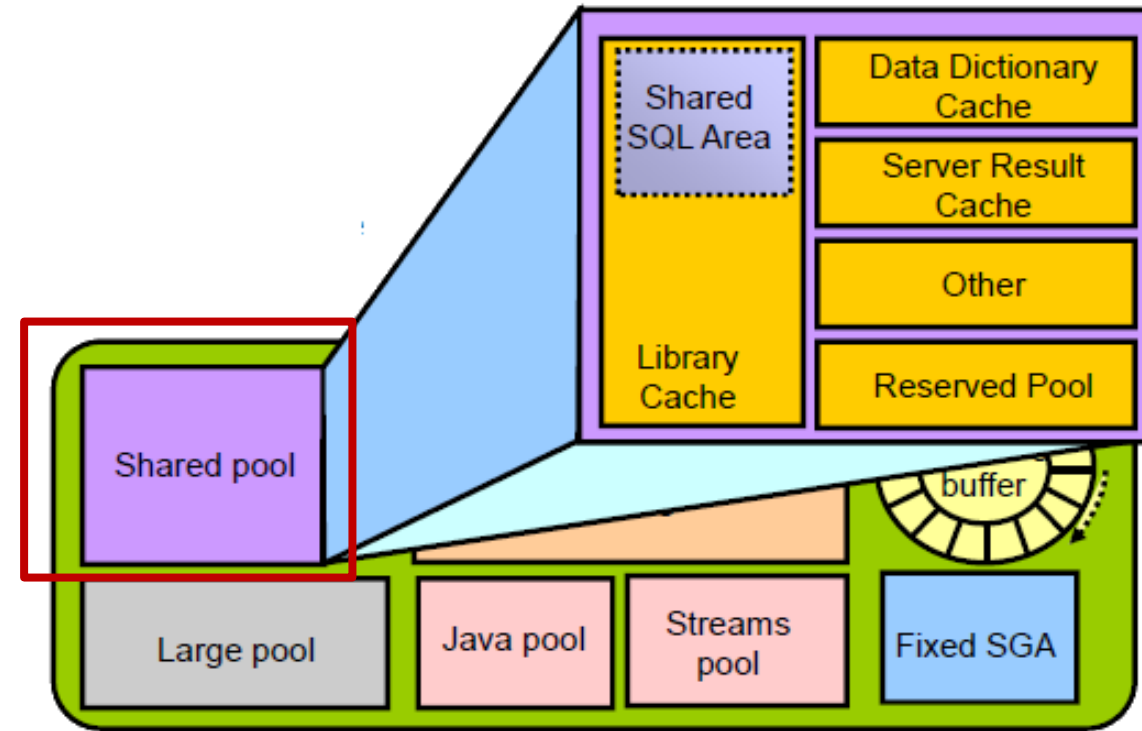 Shared
SQL Area
Library
Cache
Data Dictionary
Cache
Server Result
Cache
Other
Reserved Pool
Shared pool
buffer
Large pool
Java pool
Streams
pool
Fixed SGA